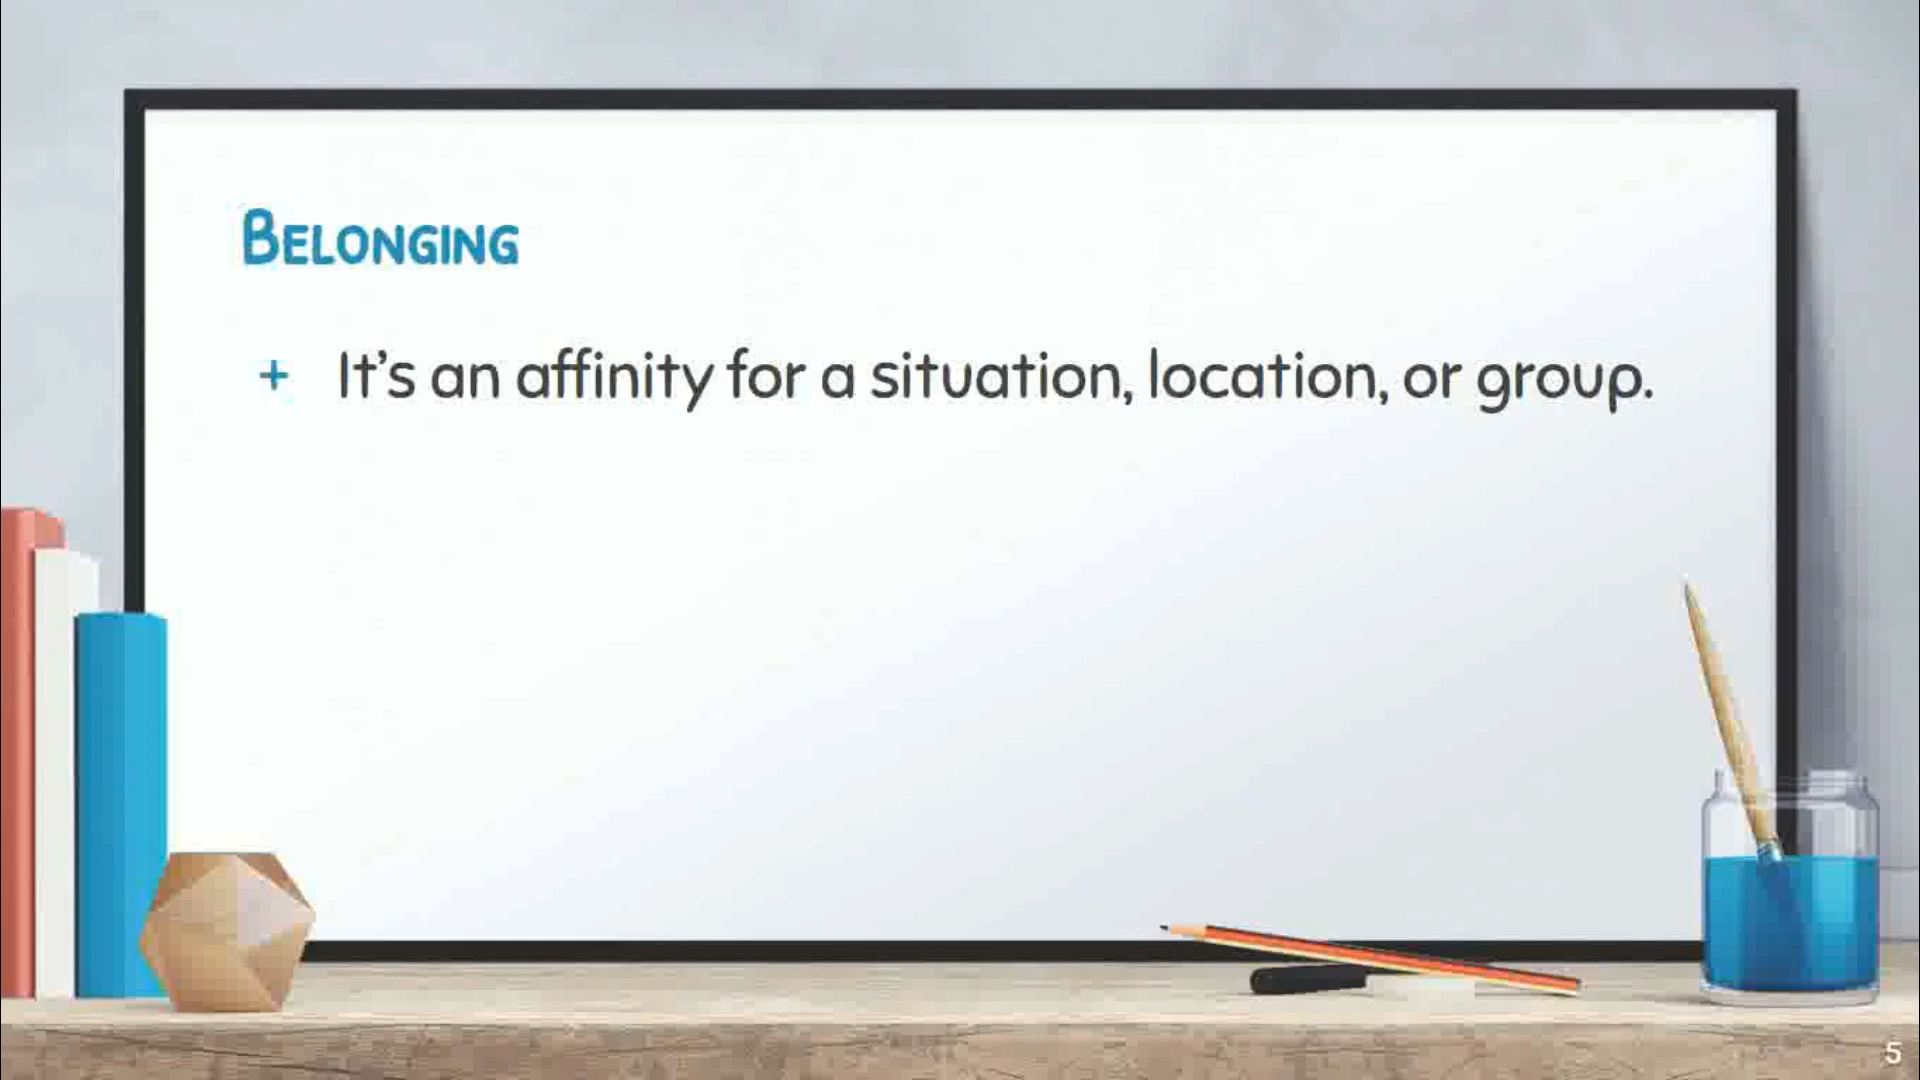 Belonging
+ It's an affinity for a situation, location, or group.
5